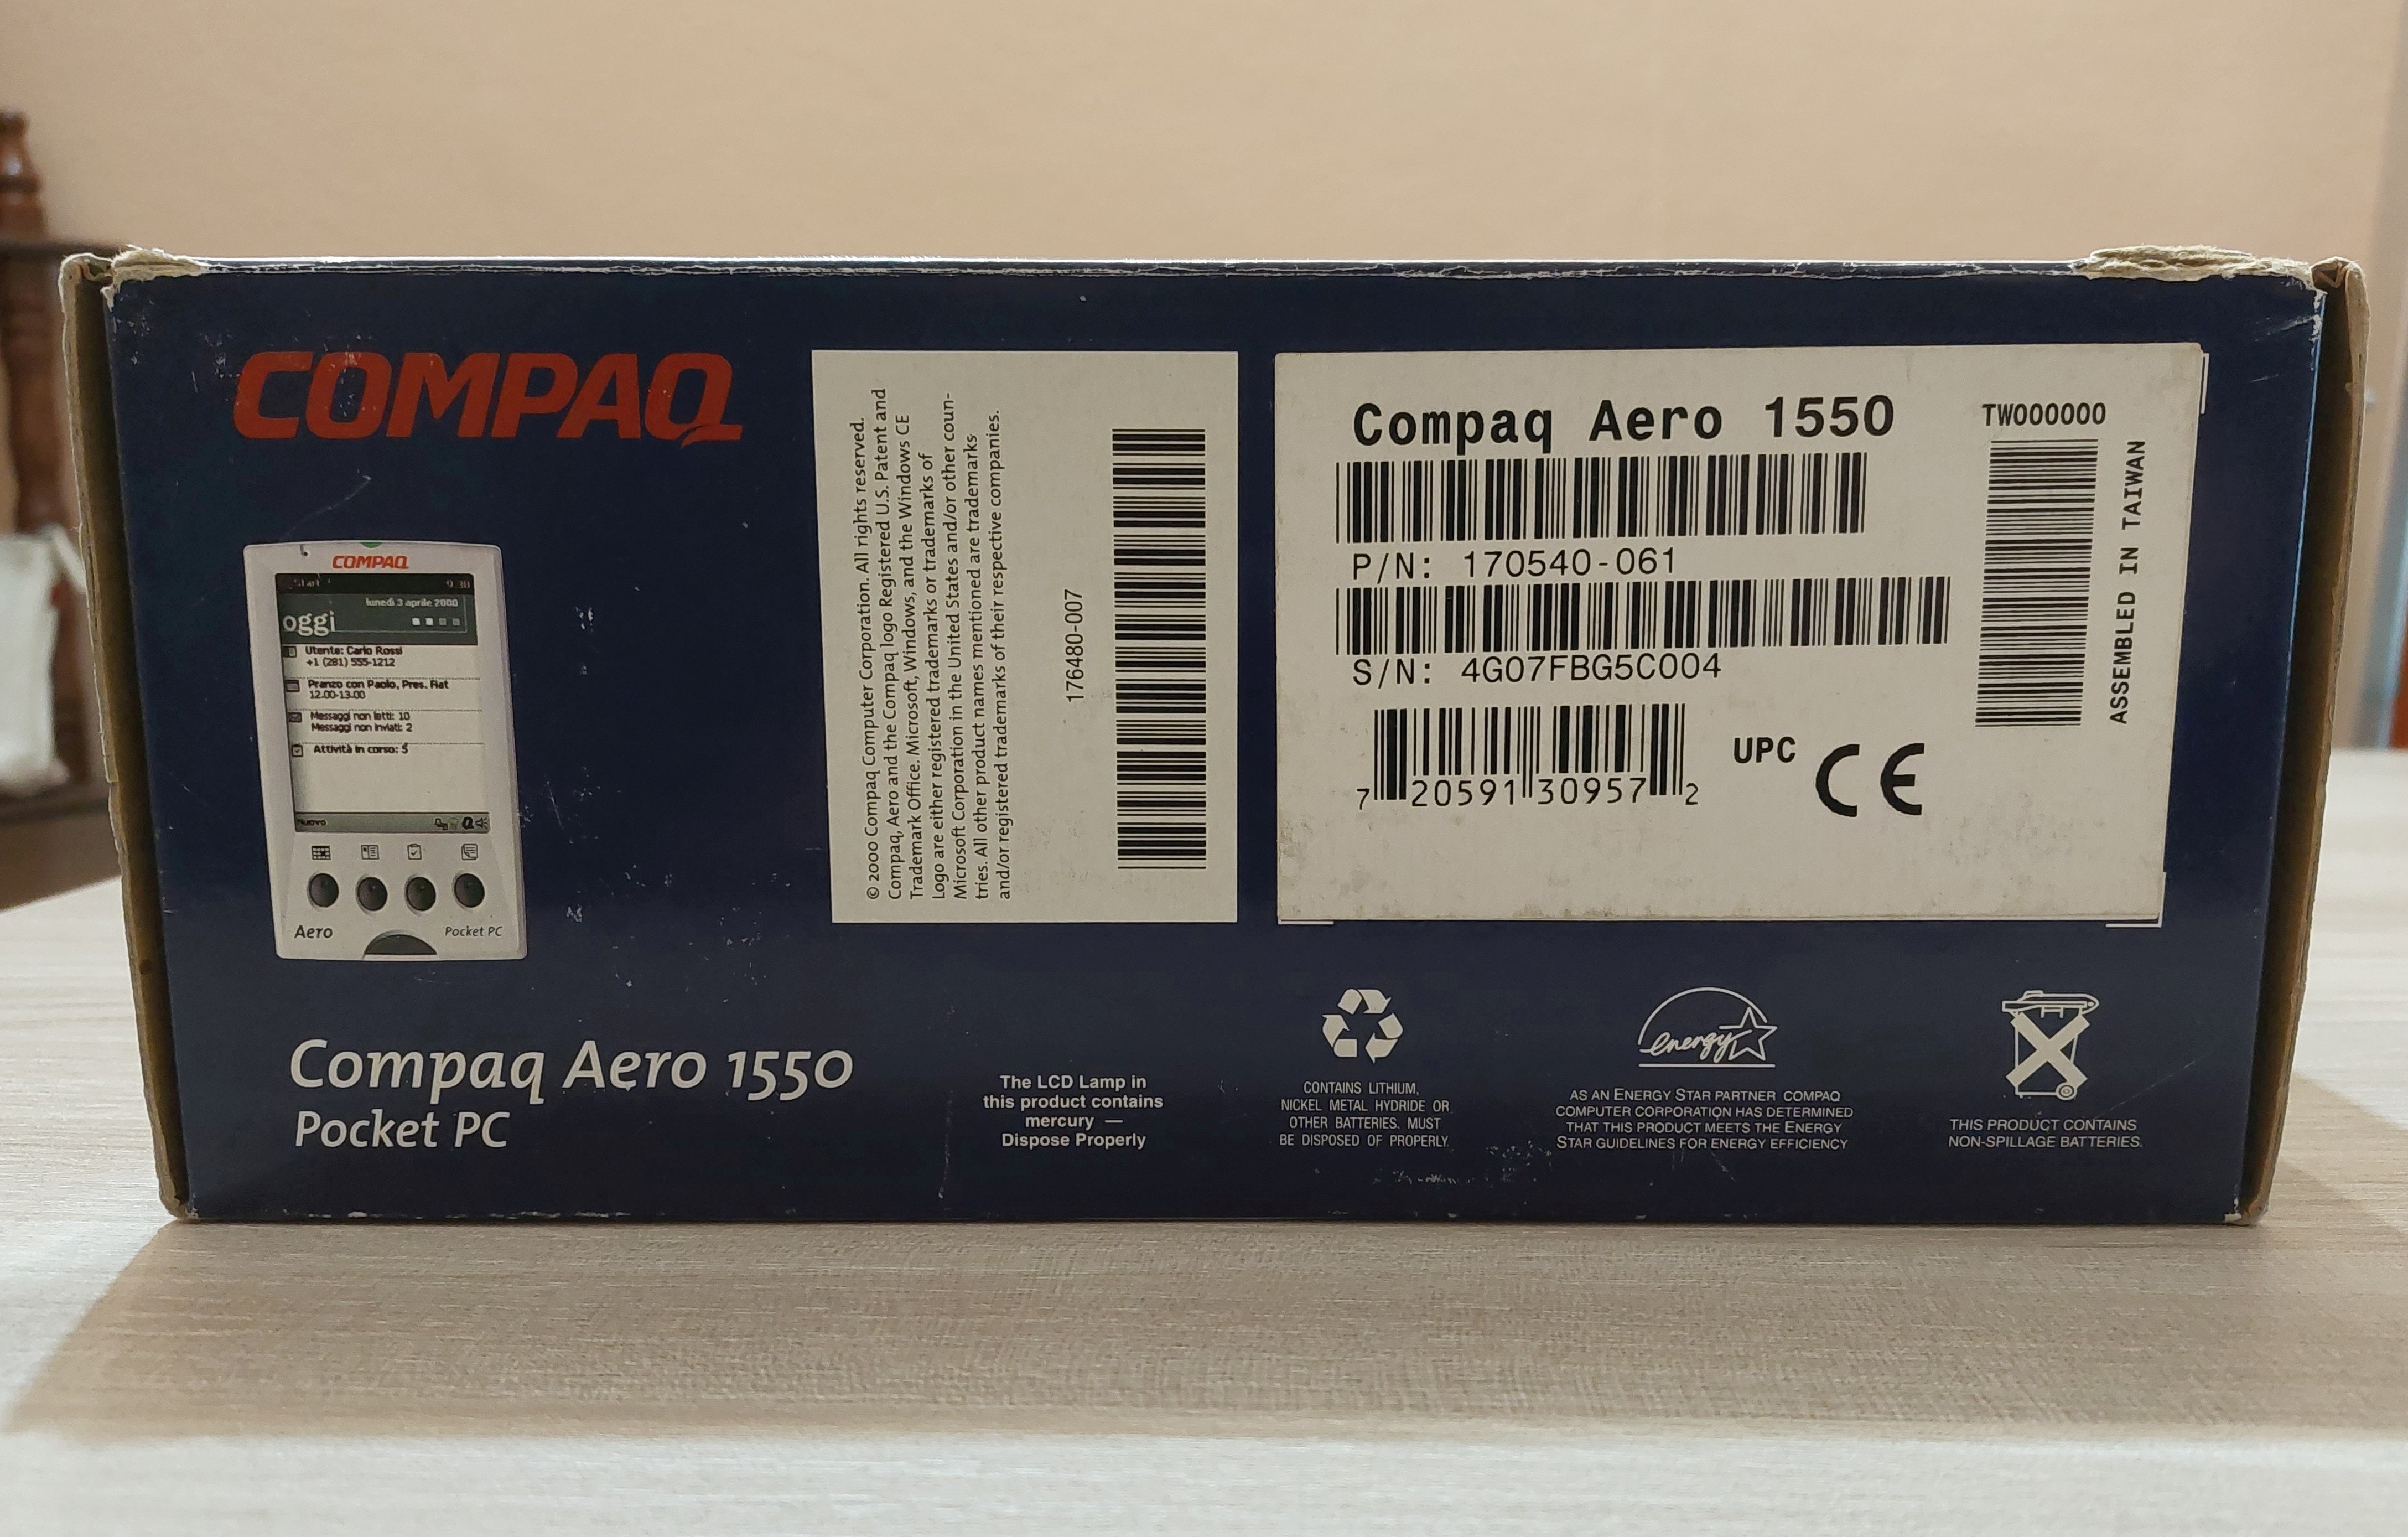 COMPAQ
COMPAQ
Start
9.38
lunedì 3 aprile 2000
oggi
Utente: Carlo Rossi
+1 (281) 555-1212
Pranzo con Paolo, Pres. Fiat
12.00-13.00
Messaggi non letti: 10
Messaggi non inviati: 2
Attività in corso: 5
Nuovo
Aero
Pocket PC
Compaq Aero 1550
Pocket PC
© 2000 Compaq Computer Corporation. All rights reserved.
Compaq, Aero and the Compaq logo Registered U.S. Patent and
Trademark Office. Microsoft, Windows, and the Windows CE
Logo are either registered trademarks or trademarks of
Microsoft Corporation in the United States and/or other coun-
tries. All other product names mentioned are trademarks
and/or registered trademarks of their respective companies.
176480-007
Compaq Aero 1550
P/N: 170540-061
S/N: 4G07FBG5C004
7 20591 30957 2
UPC
CE
TW000000
ASSEMBLED IN TAIWAN
The LCD Lamp in
this product contains
mercury —
Dispose Properly
CONTAINS LITHIUM,
NICKEL METAL HYDRIDE OR
OTHER BATTERIES. MUST
BE DISPOSED OF PROPERLY.
energy
AS AN ENERGY STAR PARTNER COMPAQ
COMPUTER CORPORATION HAS DETERMINED
THAT THIS PRODUCT MEETS THE ENERGY
STAR GUIDELINES FOR ENERGY EFFICIENCY
THIS PRODUCT CONTAINS
NON-SPILLAGE BATTERIES.